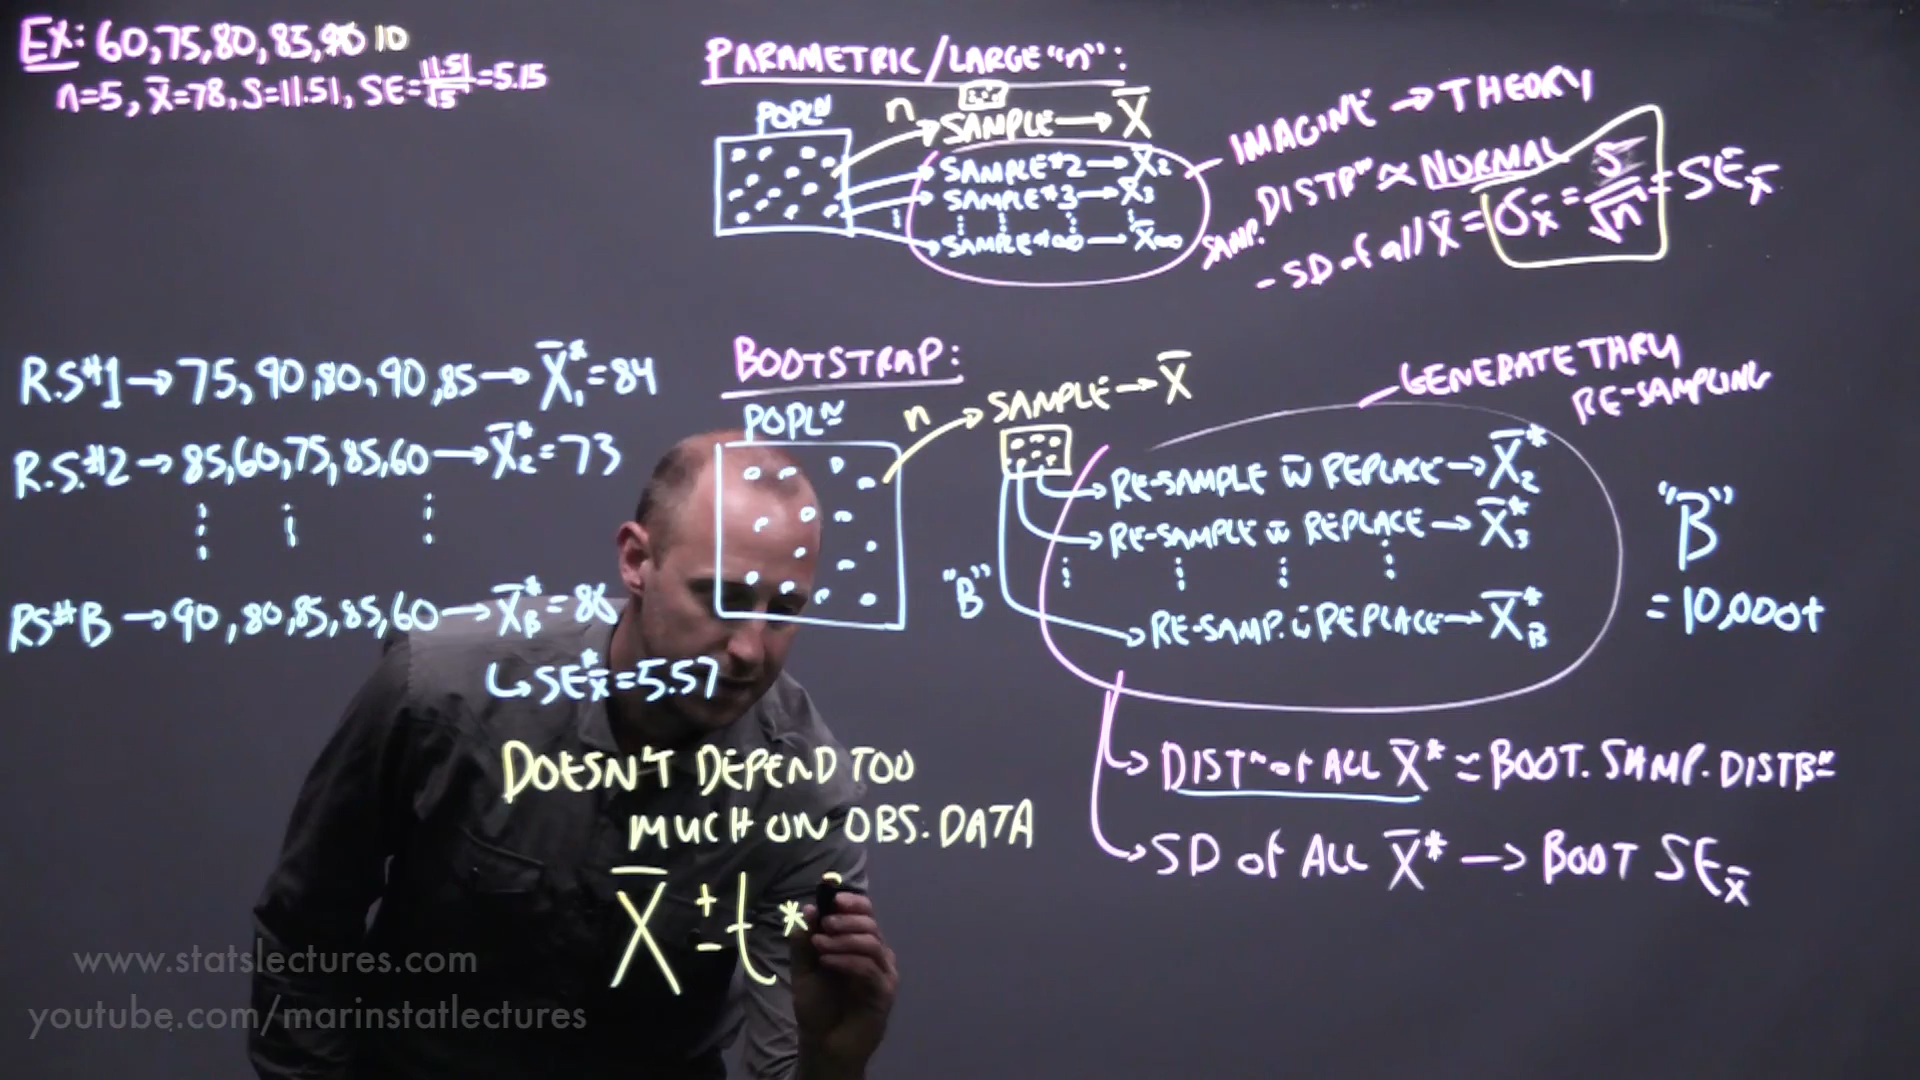 EX: 60,75,80,85,90 10
n=5, X̄=78, S=11.51, SE=11.51/√5=5.15
PARAMETRIC/LARGE "n":
POPLN
n
SAMPLE → X̄
SAMPLE#2 → X̄2
SAMPLE#3 → X̄3
SAMPLE#∞ — X̄∞
IMAGINE → THEORY
SAMP. DISTBN ≈ NORMAL
- SD of all X̄ = σX̄ = S/√n = SEX̄
R.S#1 → 75,90,80,90,85 → X̄1* = 84
R.S.#2 → 85,60,75,85,60 → X̄2* = 73
RS#B → 90,80,85,85,60 → X̄B* = 80
↳ SE*X̄ = 5.57
BOOTSTRAP:
POPLN
n
SAMPLE → X̄
GENERATE THRU
RE-SAMPLING
RE-SAMPLE w̄ REPLACE → X̄2*
RE-SAMPLE w̄ REPLACE → X̄3*
"B"
RE-SAMP. w̄ REPLACE → X̄B*
"B"
= 10,000+
→ DISTN of ALL X̄* = BOOT. SAMP. DISTBN
→ SD of ALL X̄* → BOOT SEX̄
DOESN'T DEPEND TOO
MUCH ON OBS. DATA
X̄ ± t *
www.statslectures.com
youtube.com/marinstatlectures